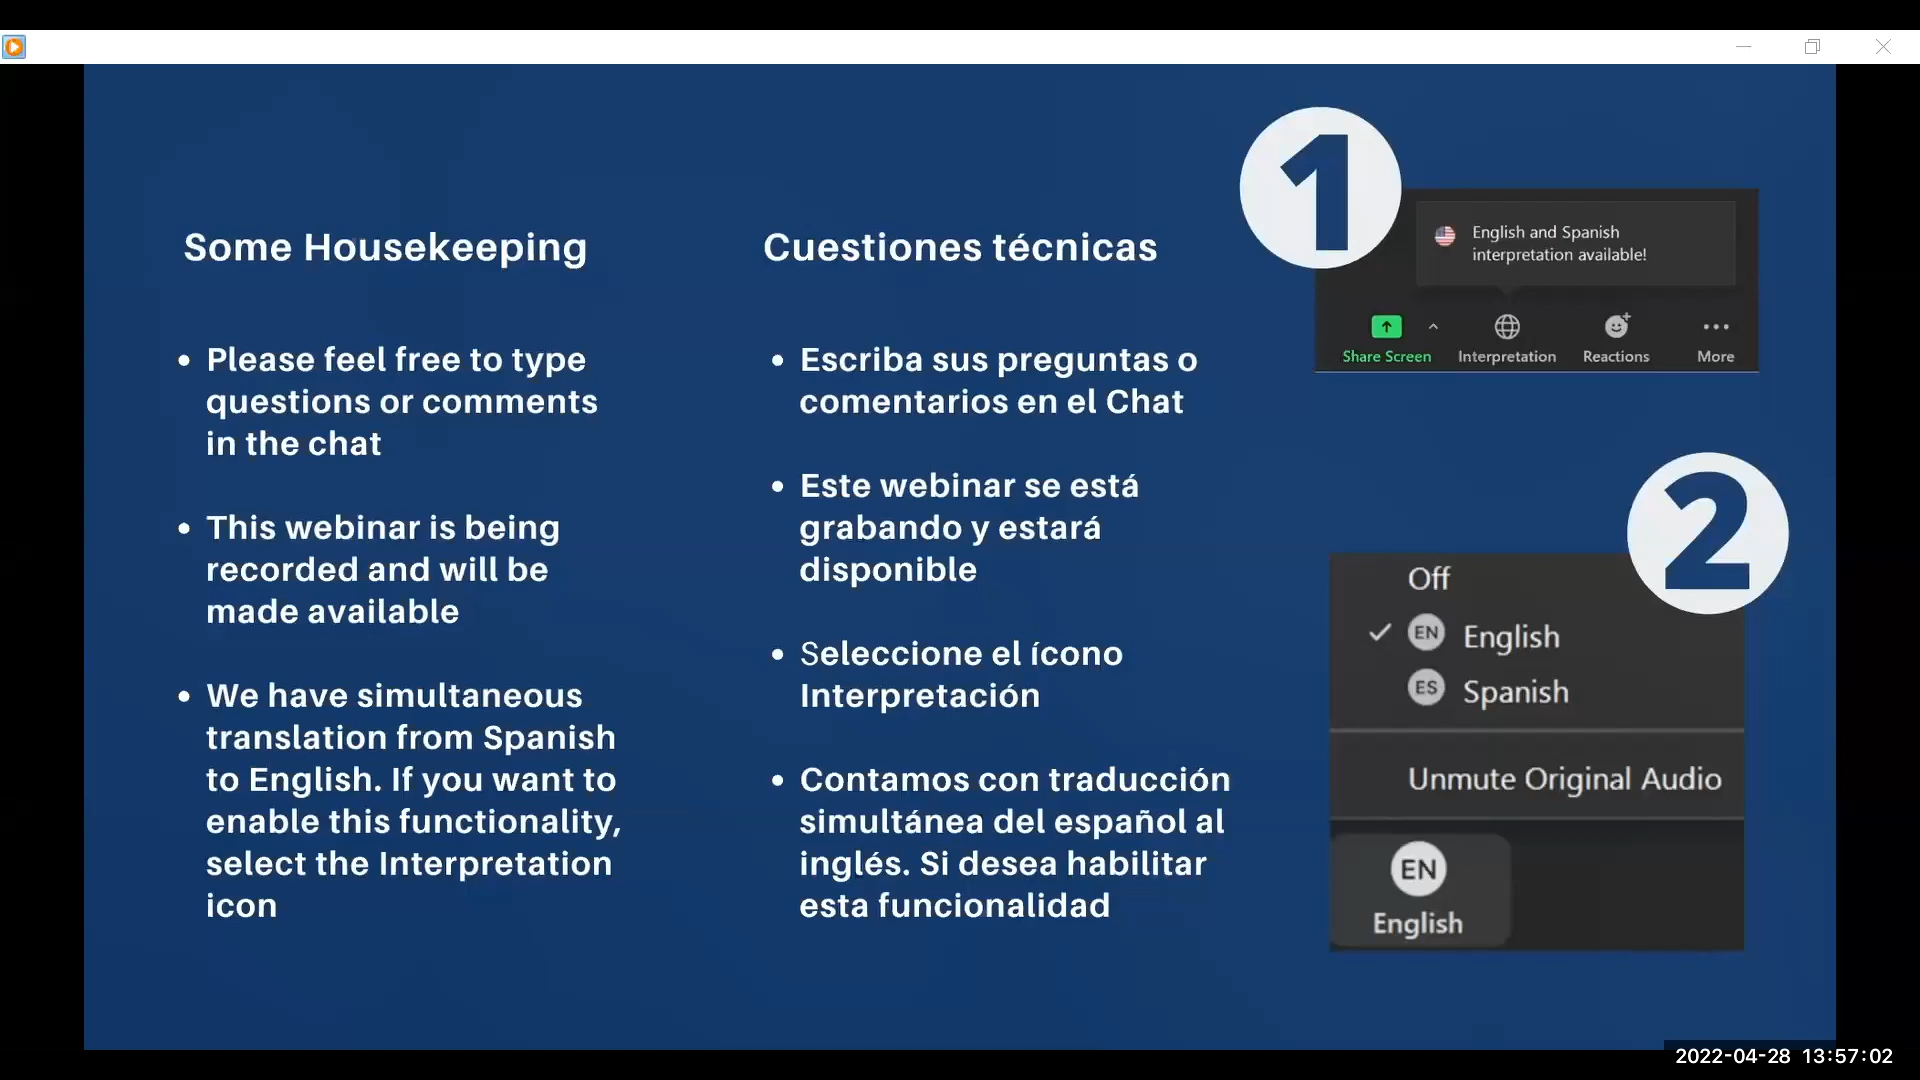 Some Housekeeping
Please feel free to type
questions or comments
in the chat
This webinar is being
recorded and will be
made available
We have simultaneous
translation from Spanish
to English. If you want to
enable this functionality,
select the Interpretation
icon
Cuestiones técnicas
Escriba sus preguntas o
comentarios en el Chat
Este webinar se está
grabando y estará
disponible
Seleccione el ícono
Interpretación
Contamos con traducción
simultánea del español al
inglés. Si desea habilitar
esta funcionalidad
1
English and Spanish
interpretation available!
Share Screen Interpretation Reactions More
2
Off
EN English
ES Spanish
Unmute Original Audio
EN
English
2022-04-28 13:57:02